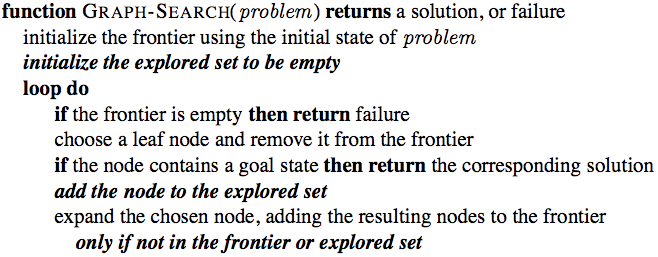 function GRAPH-SEARCH(problem) returns a solution, or failure
initialize the frontier using the initial state of problem
initialize the explored set to be empty
loop do
if the frontier is empty then return failure
choose a leaf node and remove it from the frontier
if the node contains a goal state then return the corresponding solution
add the node to the explored set
expand the chosen node, adding the resulting nodes to the frontier
only if not in the frontier or explored set